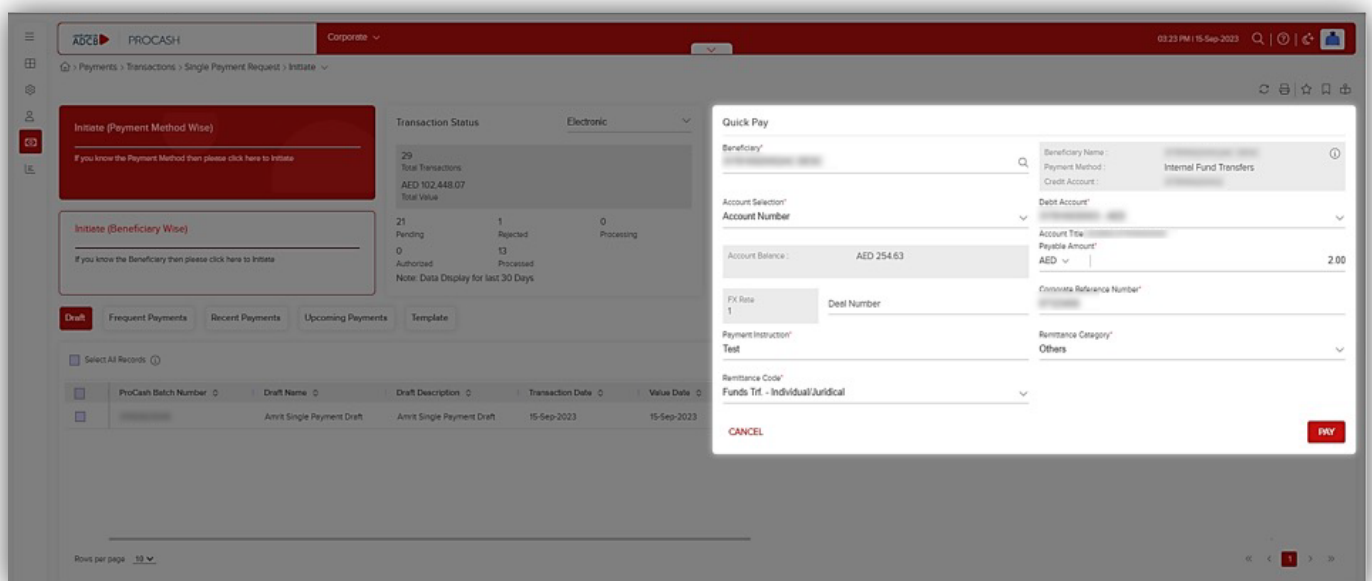 ADCB PROCASH Corporate 03:23 PM | 15-Sep-2023
> Payments > Transactions > Single Payment Request > Initiate
Initiate (Payment Method Wise)
If you know the Payment Method then please click here to Initiate
Initiate (Beneficiary Wise)
If you know the Beneficiary then please click here to Initiate
Transaction Status Electronic
29
Total Transactions
AED 102,448.07
Total Value
21 1 0
Pending Rejected Processing
0 13
Authorized Processed
Note: Data Display for last 30 Days
Quick Pay
Beneficiary*
Beneficiary Name :
Payment Method : Internal Fund Transfers
Credit Account :
Account Selection*
Account Number
Debit Account*
Account Title
Account Balance : AED 254.63
Payable Amount*
AED 2.00
FX Rate
1
Deal Number
Corporate Reference Number*
Payment Instruction*
Test
Remittance Category*
Others
Remittance Code*
Funds Trf. - Individual/Juridical
CANCEL PAY
Draft Frequent Payments Recent Payments Upcoming Payments Template
Select All Records
ProCash Batch Number Draft Name Draft Description Transaction Date Value Date
Amrit Single Payment Draft Amrit Single Payment Draft 15-Sep-2023 15-Sep-2023
Rows per page 10 « < 1 > »